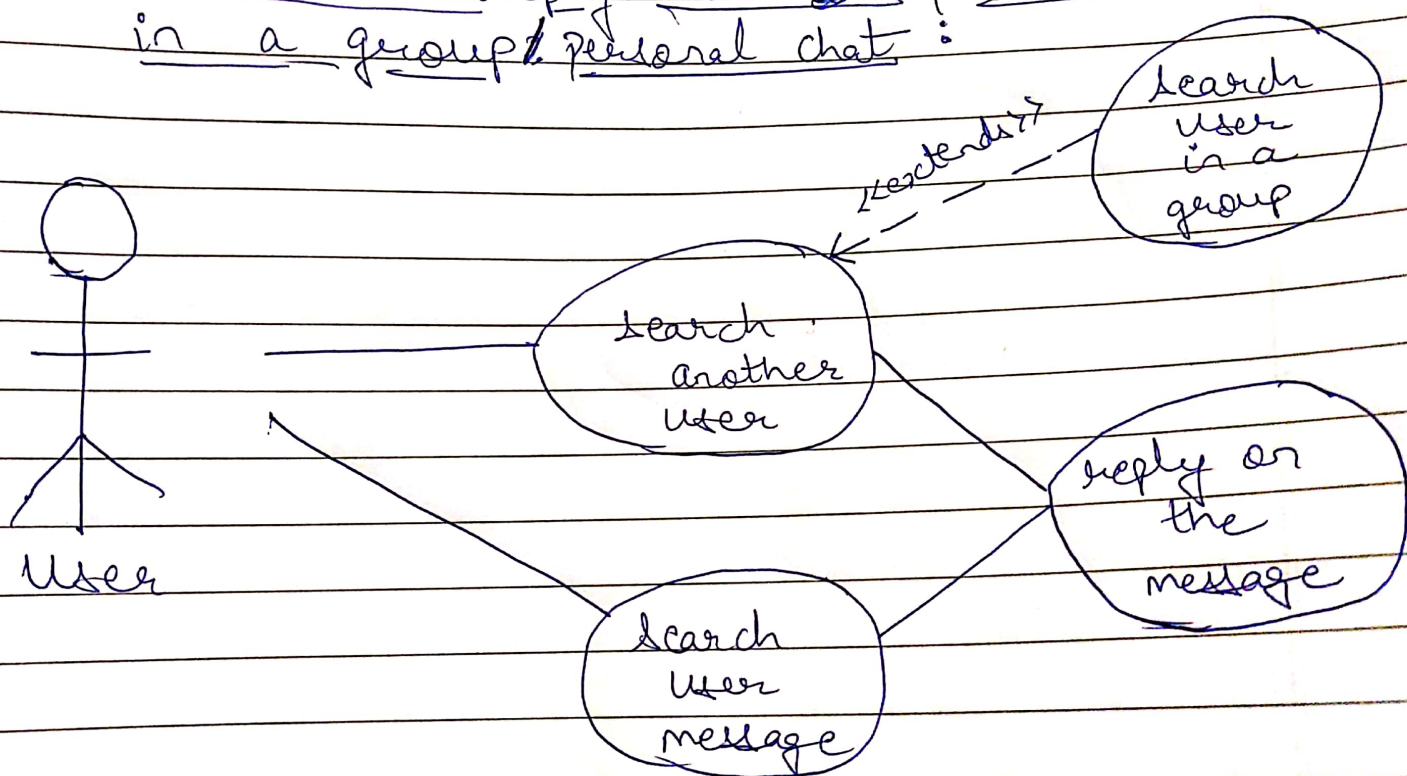 in a group/personal chat :
search
user
in a
group
<<extends>>
search
another
user
reply on
the
message
User
search
user
message